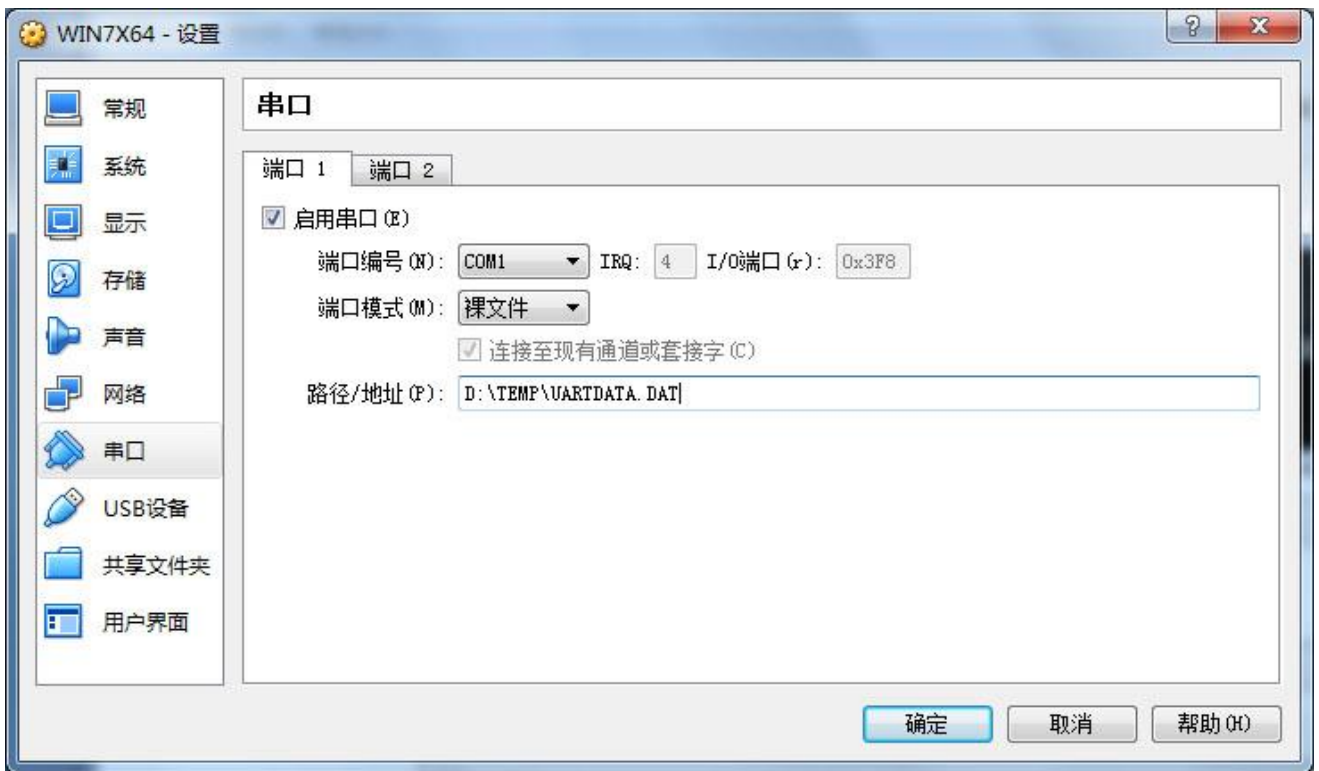 WIN7X64 - 设置
常规
系统
显示
存储
声音
网络
串口
USB设备
共享文件夹
用户界面
串口
端口 1 端口 2
启用串口(E)
端口编号(N): COM1 IRQ: 4 I/O端口(r): 0x3F8
端口模式(M): 裸文件
连接至现有通道或套接字(C)
路径/地址(P): D:\TEMP\UARTDATA.DAT
确定 取消 帮助(H)